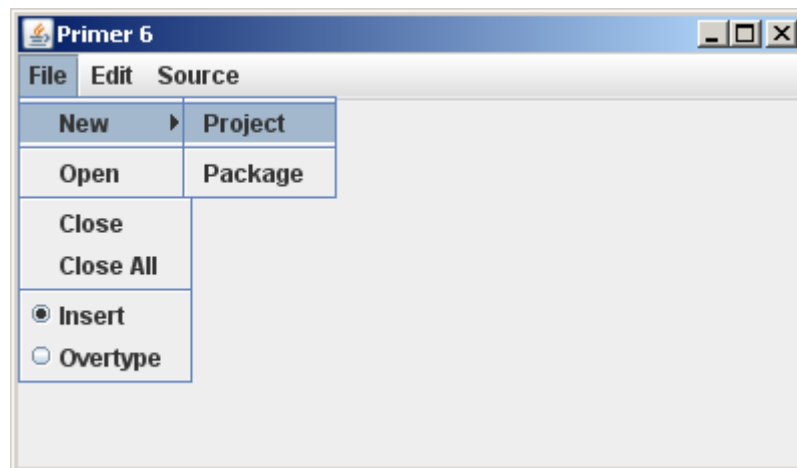 Primer 6
File Edit Source
New Project
Open Package
Close
Close All
Insert
Overtype